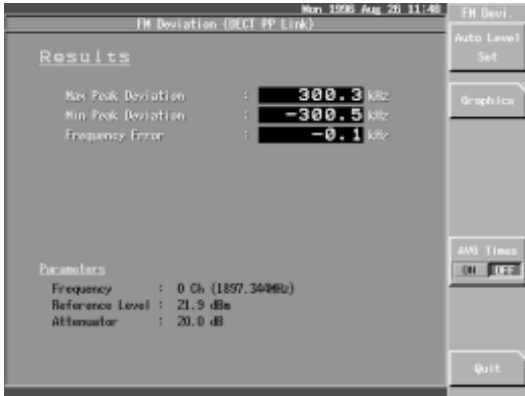 Mon 1996 Aug 26 11:48
FM Deviation (DECT PP Link)
Results
Max Peak Deviation : 300.3 kHz
Min Peak Deviation : -300.5 kHz
Frequency Error : -0.1 kHz
Parameters
Frequency : 0 Ch (1897.344MHz)
Reference Level : 21.9 dBm
Attenuator : 20.0 dB
FM Devi.
Auto Level
Set
Graphics
AVG Times
ON OFF
Quit